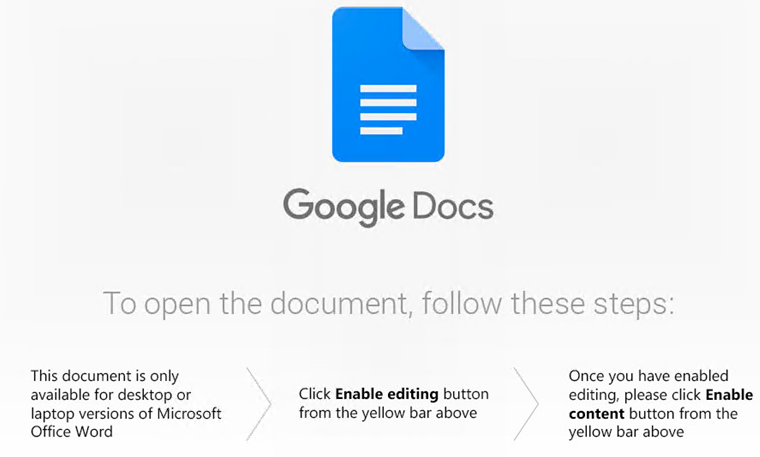 Google Docs
To open the document, follow these steps:
This document is only
available for desktop or
laptop versions of Microsoft
Office Word
Click Enable editing button
from the yellow bar above
Once you have enabled
editing, please click Enable
content button from the
yellow bar above